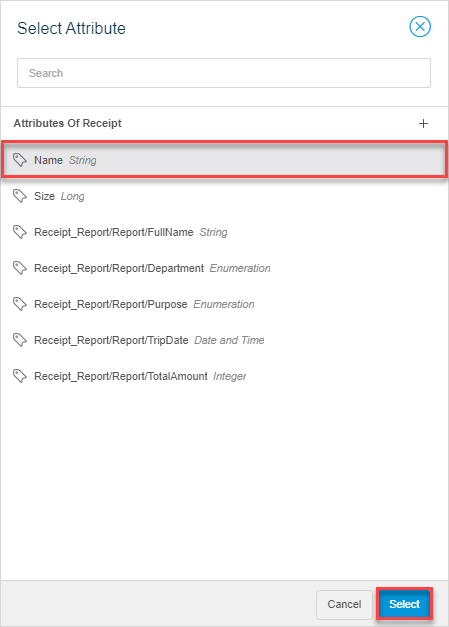 Select Attribute
Search
Attributes Of Receipt
Name String
Size Long
Receipt_Report/Report/FullName String
Receipt_Report/Report/Department Enumeration
Receipt_Report/Report/Purpose Enumeration
Receipt_Report/Report/TripDate Date and Time
Receipt_Report/Report/TotalAmount Integer
Cancel Select